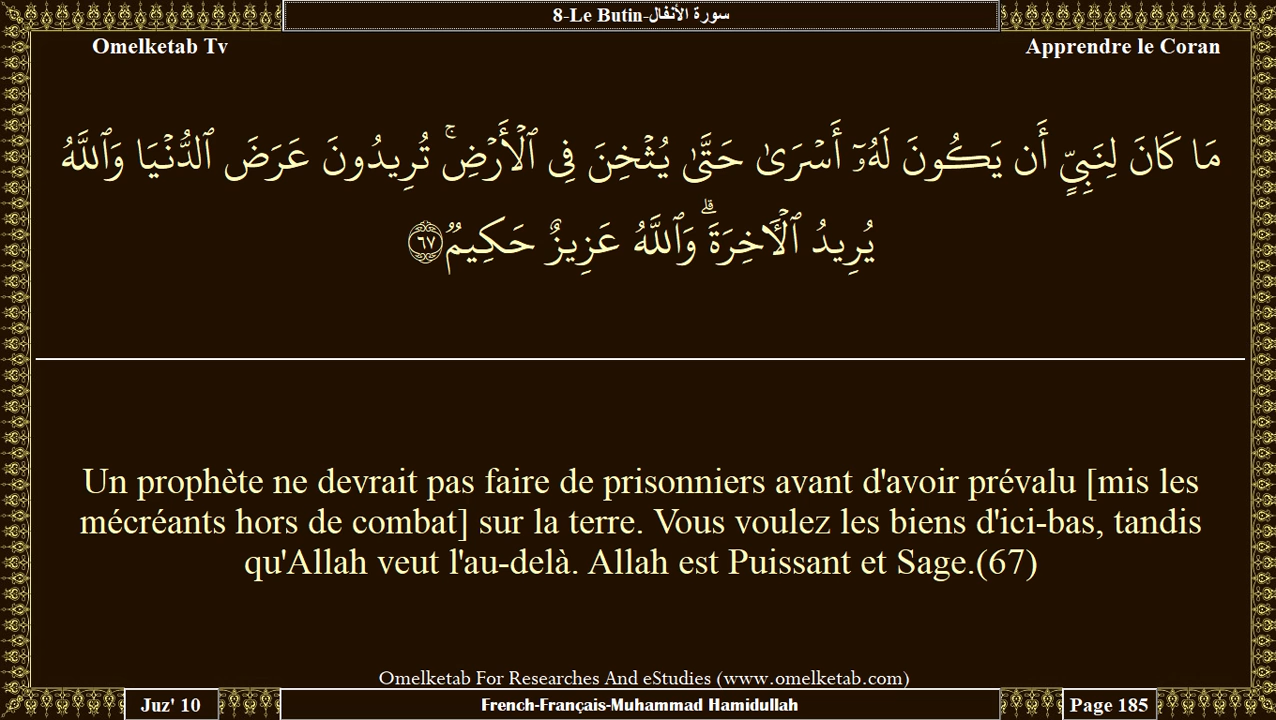 8-Le Butin-سورة الأنفال
Omelketab Tv
Apprendre le Coran
مَا كَانَ لِنَبِيٍّ أَن يَكُونَ لَهُۥٓ أَسۡرَىٰ حَتَّىٰ يُثۡخِنَ فِى ٱلۡأَرۡضِۚ تُرِيدُونَ عَرَضَ ٱلدُّنۡيَا وَٱللَّهُ
يُرِيدُ ٱلۡأَخِرَةَۗ وَٱللَّهُ عَزِيزٌ حَكِيمٌ ٦٧
Un prophète ne devrait pas faire de prisonniers avant d'avoir prévalu [mis les
mécréants hors de combat] sur la terre. Vous voulez les biens d'ici-bas, tandis
qu'Allah veut l'au-delà. Allah est Puissant et Sage.(67)
Omelketab For Researches And eStudies (www.omelketab.com)
Juz' 10
French-Français-Muhammad Hamidullah
Page 185